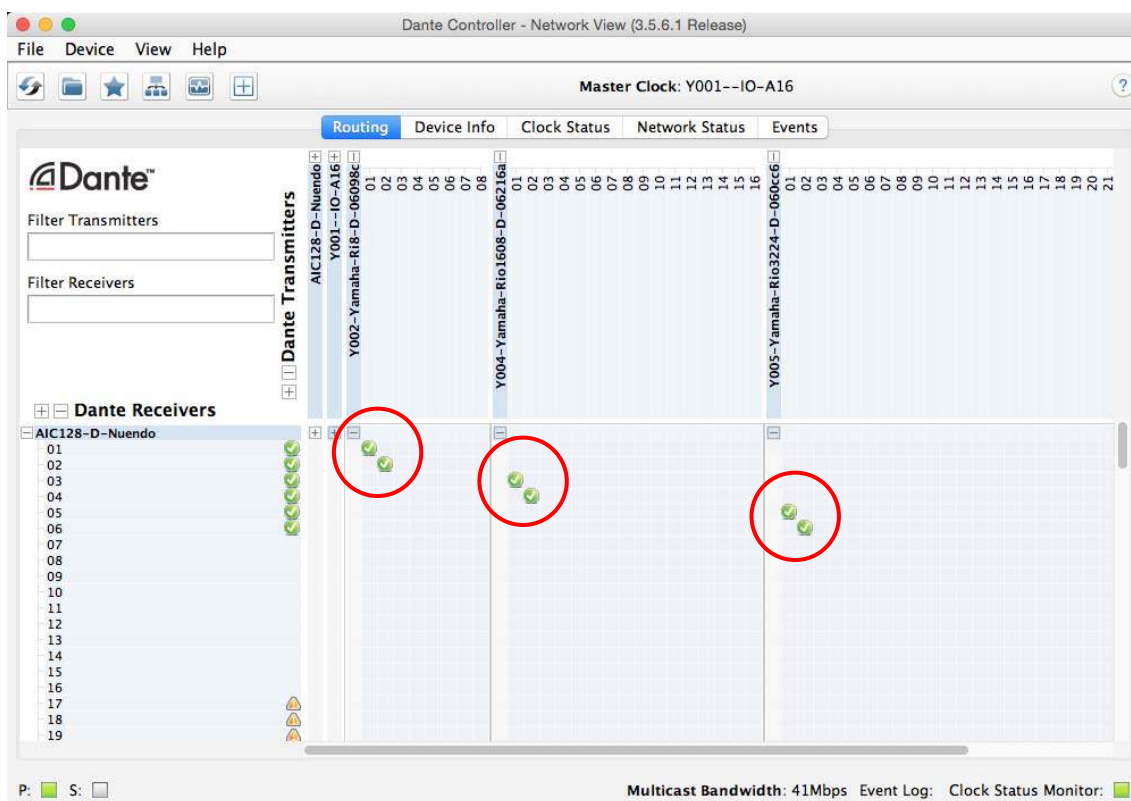 Dante Controller - Network View (3.5.6.1 Release)
File Device View Help
Master Clock: Y001--IO-A16
?
Routing Device Info Clock Status Network Status Events
Dante™
Filter Transmitters
Filter Receivers
Dante Transmitters
Dante Receivers
AIC128-D-Nuendo
Y001--IO-A16
Y002-Yamaha-Ri8-D-06098c
01 02 03 04 05 06 07 08
Y004-Yamaha-Rio1608-D-06216a
01 02 03 04 05 06 07 08 09 10 11 12 13 14 15 16
Y005-Yamaha-Rio3224-D-060cc6
01 02 03 04 05 06 07 08 09 10 11 12 13 14 15 16 17 18 19 20 21
AIC128-D-Nuendo
01
02
03
04
05
06
07
08
09
10
11
12
13
14
15
16
17
18
19
P: S: Multicast Bandwidth: 41Mbps Event Log: Clock Status Monitor: